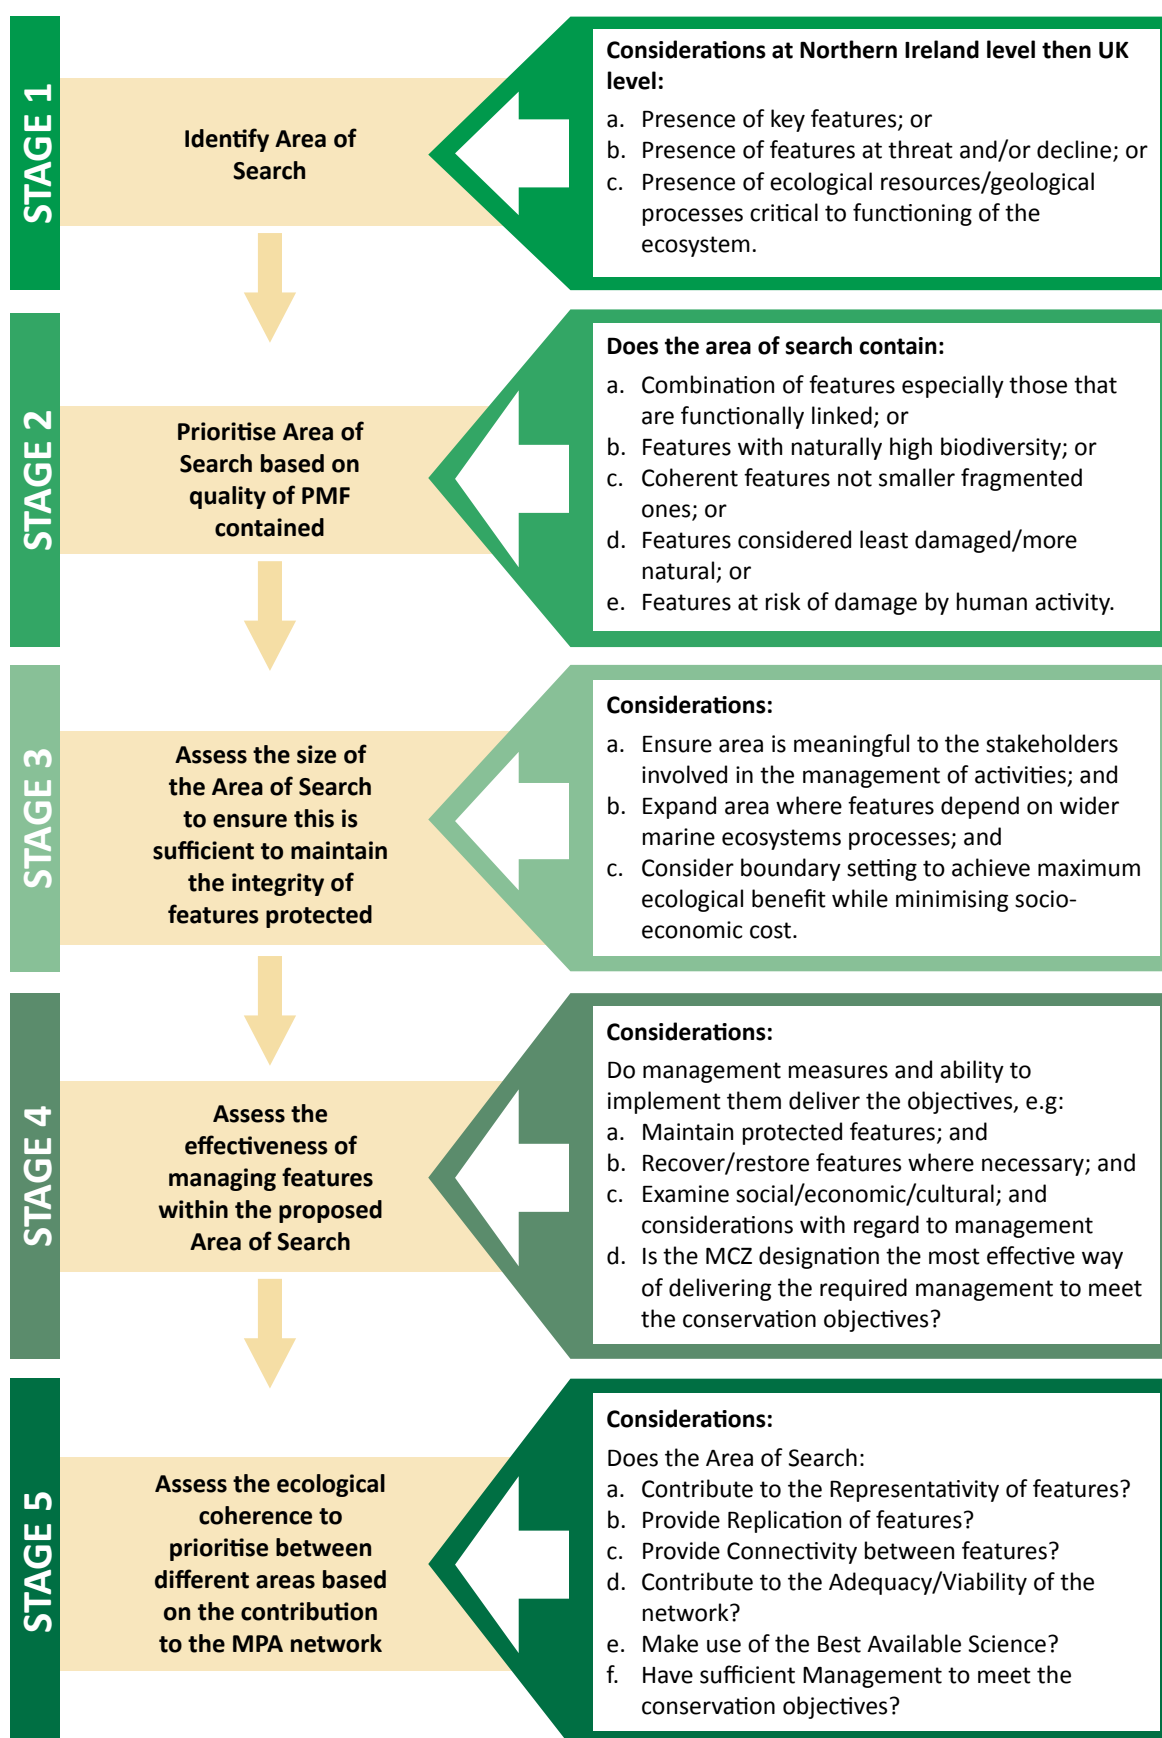 STAGE 1
Identify Area of
Search
Considerations at Northern Ireland level then UK
level:
a. Presence of key features; or
b. Presence of features at threat and/or decline; or
c. Presence of ecological resources/geological
processes critical to functioning of the
ecosystem.
STAGE 2
Prioritise Area of
Search based on
quality of PMF
contained
Does the area of search contain:
a. Combination of features especially those that
are functionally linked; or
b. Features with naturally high biodiversity; or
c. Coherent features not smaller fragmented
ones; or
d. Features considered least damaged/more
natural; or
e. Features at risk of damage by human activity.
STAGE 3
Assess the size of
the Area of Search
to ensure this is
sufficient to maintain
the integrity of
features protected
Considerations:
a. Ensure area is meaningful to the stakeholders
involved in the management of activities; and
b. Expand area where features depend on wider
marine ecosystems processes; and
c. Consider boundary setting to achieve maximum
ecological benefit while minimising socio-
economic cost.
STAGE 4
Assess the
effectiveness of
managing features
within the proposed
Area of Search
Considerations:
Do management measures and ability to
implement them deliver the objectives, e.g:
a. Maintain protected features; and
b. Recover/restore features where necessary; and
c. Examine social/economic/cultural; and
considerations with regard to management
d. Is the MCZ designation the most effective way
of delivering the required management to meet
the conservation objectives?
STAGE 5
Assess the ecological
coherence to
prioritise between
different areas based
on the contribution
to the MPA network
Considerations:
Does the Area of Search:
a. Contribute to the Representativity of features?
b. Provide Replication of features?
c. Provide Connectivity between features?
d. Contribute to the Adequacy/Viability of the
network?
e. Make use of the Best Available Science?
f. Have sufficient Management to meet the
conservation objectives?